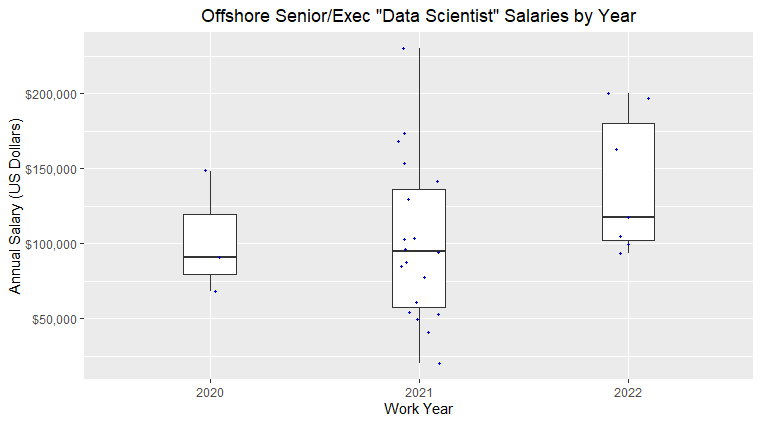 Offshore Senior/Exec "Data Scientist" Salaries by Year
Annual Salary (US Dollars)
$200,000
$150,000
$100,000
$50,000
2020
2021
2022
Work Year